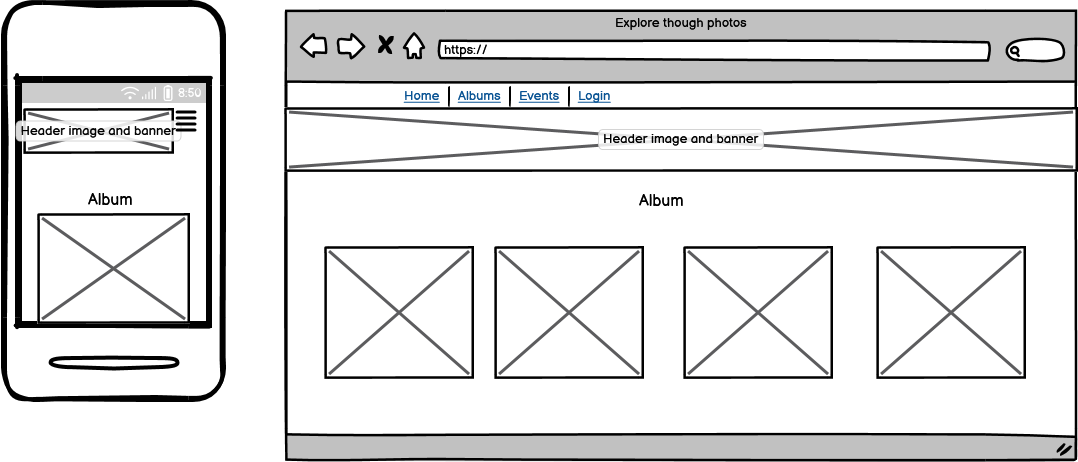 8:50
Header image and banner
Album
Explore though photos
https://
Home Albums Events Login
Header image and banner
Album